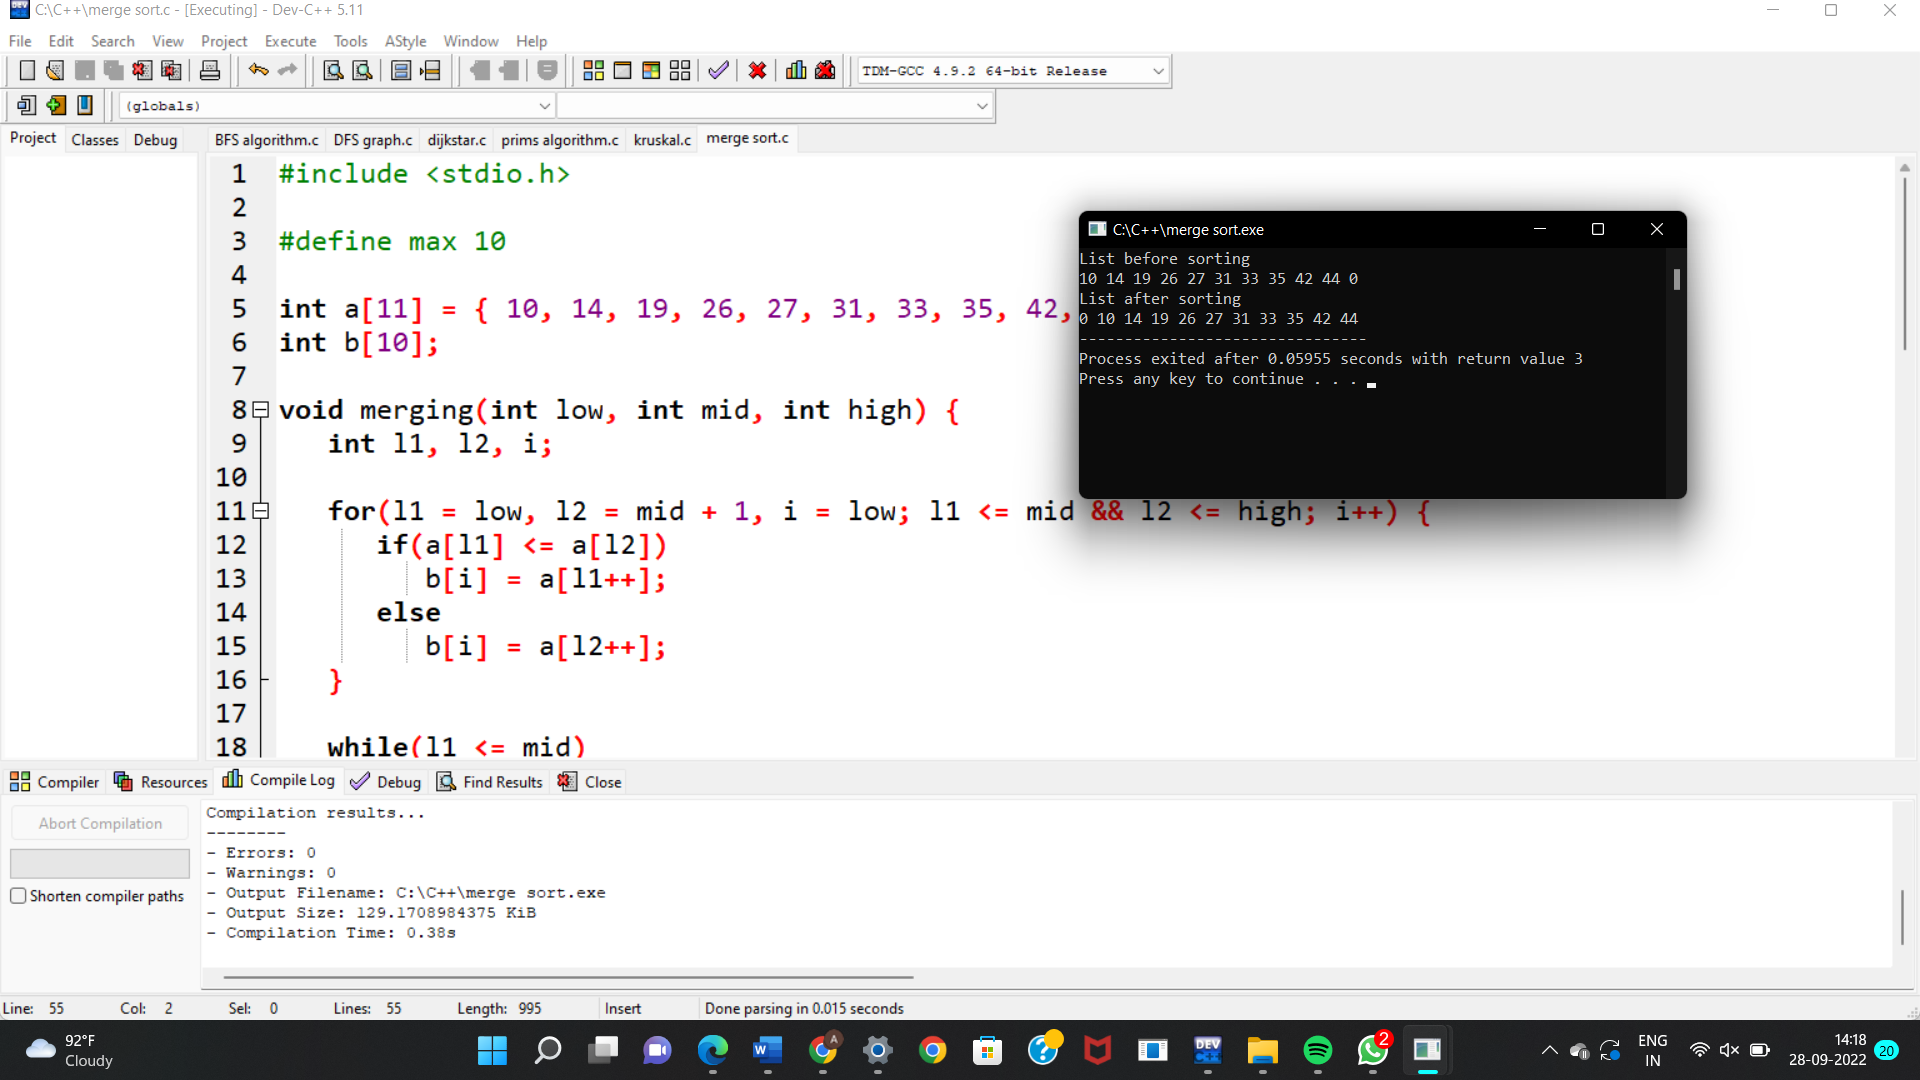 C:\C++\merge sort.c - [Executing] - Dev-C++ 5.11
File Edit Search View Project Execute Tools AStyle Window Help
TDM-GCC 4.9.2 64-bit Release
(globals)
Project Classes Debug
BFS algorithm.c DFS graph.c dijkstar.c prims algorithm.c kruskal.c merge sort.c
1 #include <stdio.h>
2
3 #define max 10
4
5 int a[11] = { 10, 14, 19, 26, 27, 31, 33, 35, 42,
6 int b[10];
7
8 void merging(int low, int mid, int high) {
9 int l1, l2, i;
10
11 for(l1 = low, l2 = mid + 1, i = low; l1 <= mid && l2 <= high; i++) {
12 if(a[l1] <= a[l2])
13 b[i] = a[l1++];
14 else
15 b[i] = a[l2++];
16 }
17
18 while(l1 <= mid)
C:\C++\merge sort.exe
List before sorting
10 14 19 26 27 31 33 35 42 44 0
List after sorting
0 10 14 19 26 27 31 33 35 42 44
--------------------------------
Process exited after 0.05955 seconds with return value 3
Press any key to continue . . .
Compiler Resources Compile Log Debug Find Results Close
Abort Compilation
Shorten compiler paths
Compilation results...
--------
- Errors: 0
- Warnings: 0
- Output Filename: C:\C++\merge sort.exe
- Output Size: 129.1708984375 KiB
- Compilation Time: 0.38s
Line: 55 Col: 2 Sel: 0 Lines: 55 Length: 995 Insert Done parsing in 0.015 seconds
92°F
Cloudy
A
DEV
C++
2
ENG
IN
14:18
28-09-2022
20